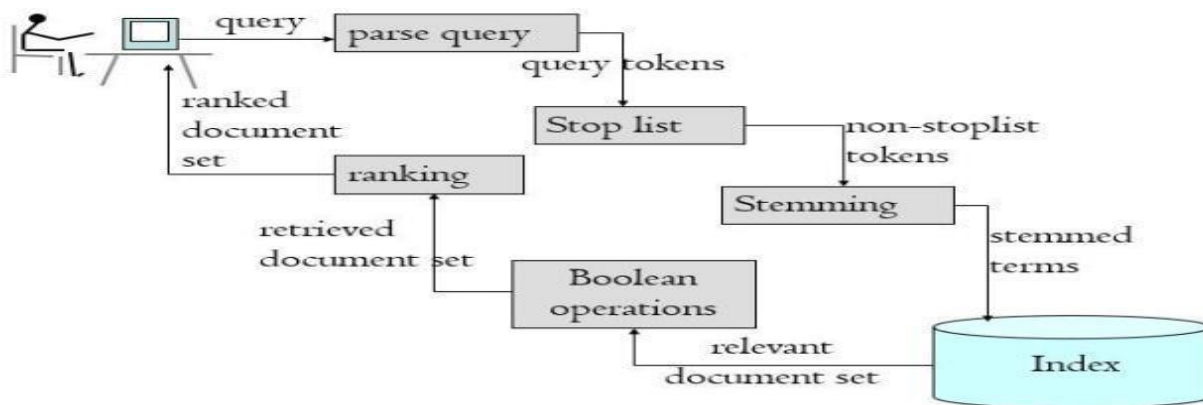 query
parse query
query tokens
ranked
document
set
Stop list
non-stoplist
tokens
ranking
Stemming
retrieved
document set
stemmed
terms
Boolean
operations
relevant
document set
Index